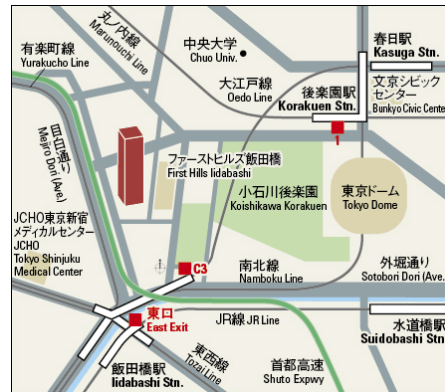 有楽町線
Yurakucho Line
丸ノ内線
Marunouchi Line
中央大学
Chuo Univ.
大江戸線
Oedo Line
春日駅
Kasuga Stn.
後楽園駅
Korakuen Stn.
文京シビック
センター
Bunkyo Civic Center
1
目白通り
Mejiro Dori (Ave.)
ファーストヒルズ飯田橋
First Hills Iidabashi
小石川後楽園
Koishikawa Korakuen
東京ドーム
Tokyo Dome
JCHO東京新宿
メディカルセンター
JCHO
Tokyo Shinjuku
Medical Center
C3
南北線
Namboku Line
外堀通り
Sotobori Dori (Ave.)
東口
East Exit
JR線 JR Line
水道橋駅
Suidobashi Stn.
飯田橋駅
Iidabashi Stn.
東西線
Tozai Line
首都高速
Shuto Expwy